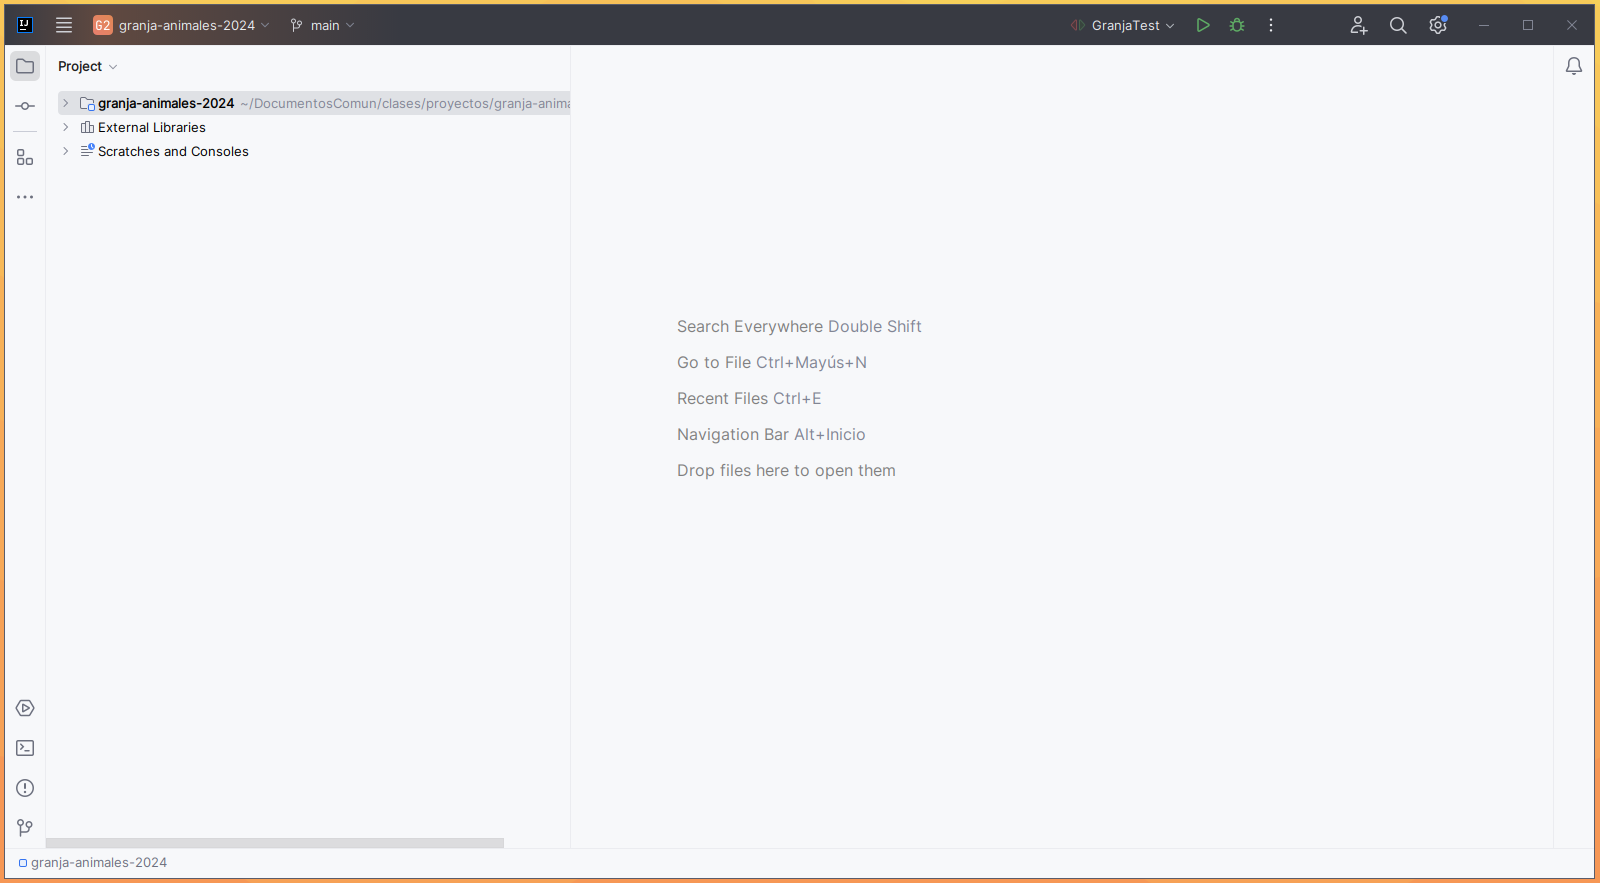 IJ
G2 granja-animales-2024 main GranjaTest
Project
granja-animales-2024 ~/DocumentosComun/clases/proyectos/granja-anima
External Libraries
Scratches and Consoles
Search Everywhere Double Shift
Go to File Ctrl+Mayús+N
Recent Files Ctrl+E
Navigation Bar Alt+Inicio
Drop files here to open them
granja-animales-2024